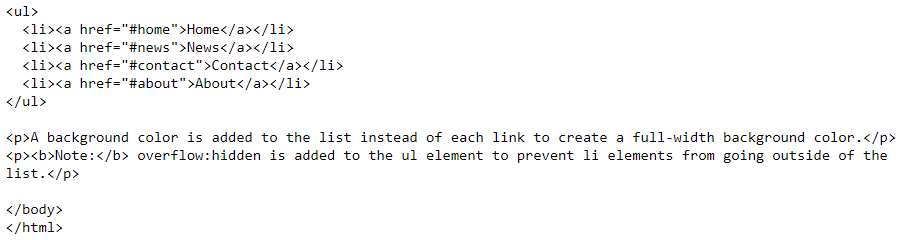 <ul>
  <li><a href="#home">Home</a></li>
  <li><a href="#news">News</a></li>
  <li><a href="#contact">Contact</a></li>
  <li><a href="#about">About</a></li>
</ul>

<p>A background color is added to the list instead of each link to create a full-width background color.</p>
<p><b>Note:</b> overflow:hidden is added to the ul element to prevent li elements from going outside of the
list.</p>

</body>
</html>